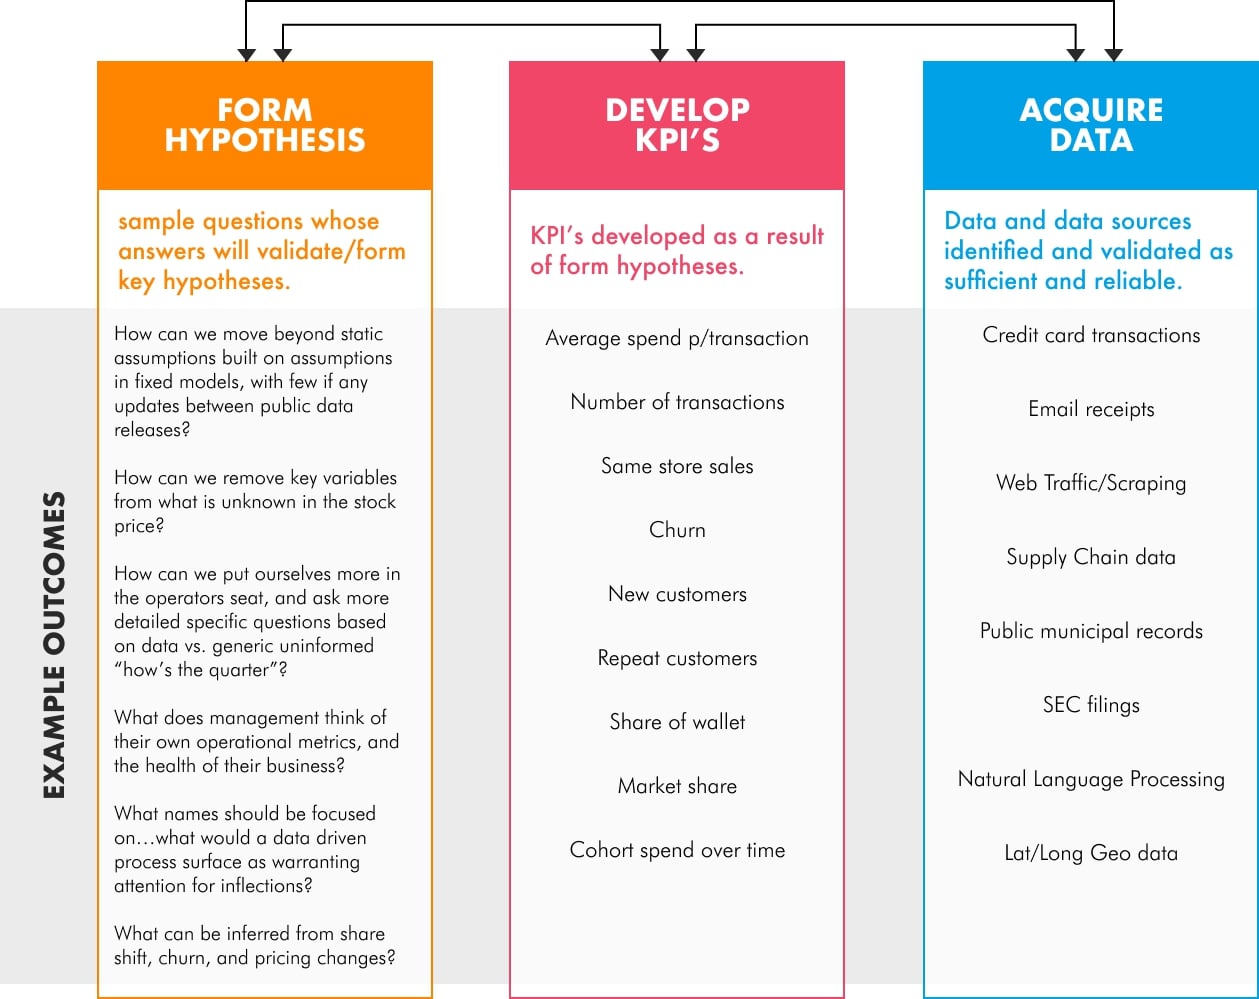 FORM
HYPOTHESIS
sample questions whose
answers will validate/form
key hypotheses.
How can we move beyond static
assumptions built on assumptions
in fixed models, with few if any
updates between public data
releases?
How can we remove key variables
from what is unknown in the stock
price?
How can we put ourselves more in
the operators seat, and ask more
detailed specific questions based
on data vs. generic uninformed
“how’s the quarter”?
What does management think of
their own operational metrics, and
the health of their business?
What names should be focused
on…what would a data driven
process surface as warranting
attention for inflections?
What can be inferred from share
shift, churn, and pricing changes?
DEVELOP
KPI’S
KPI’s developed as a result
of form hypotheses.
Average spend p/transaction
Number of transactions
Same store sales
Churn
New customers
Repeat customers
Share of wallet
Market share
Cohort spend over time
ACQUIRE
DATA
Data and data sources
identified and validated as
sufficient and reliable.
Credit card transactions
Email receipts
Web Traffic/Scraping
Supply Chain data
Public municipal records
SEC filings
Natural Language Processing
Lat/Long Geo data
EXAMPLE OUTCOMES